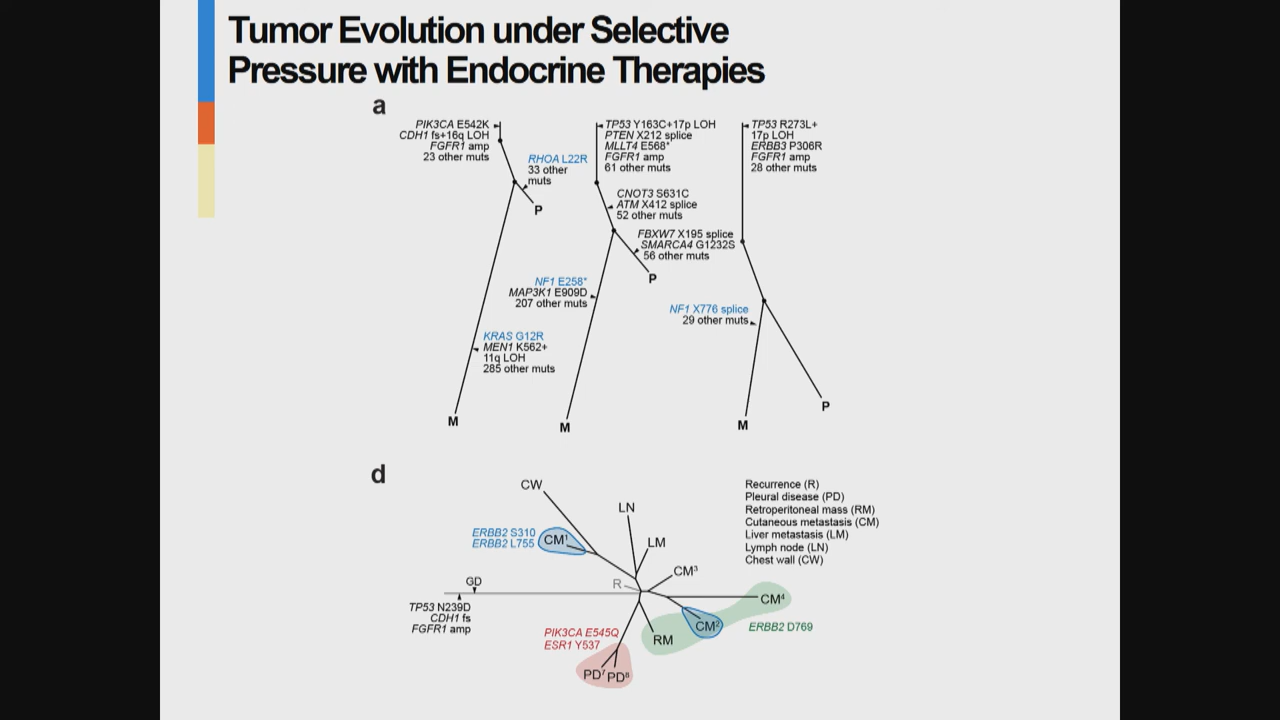 Tumor Evolution under Selective
Pressure with Endocrine Therapies
a
PIK3CA E542K
CDH1 fs+16q LOH
FGFR1 amp
23 other muts
RHOA L22R
33 other
muts
P
KRAS G12R
MEN1 K562+
11q LOH
285 other muts
M
TP53 Y163C+17p LOH
PTEN X212 splice
MLLT4 E568*
FGFR1 amp
61 other muts
CNOT3 S631C
ATM X412 splice
52 other muts
FBXW7 X195 splice
SMARCA4 G1232S
56 other muts
P
NF1 E258*
MAP3K1 E909D
207 other muts
M
TP53 R273L+
17p LOH
ERBB3 P306R
FGFR1 amp
28 other muts
NF1 X776 splice
29 other muts
M
P
d
CW
LN
ERBB2 S310
ERBB2 L755
CM¹
LM
CM³
R
GD
TP53 N239D
CDH1 fs
FGFR1 amp
CM⁴
CM²
ERBB2 D769
RM
PIK3CA E545Q
ESR1 Y537
PD⁷ PD⁸
Recurrence (R)
Pleural disease (PD)
Retroperitoneal mass (RM)
Cutaneous metastasis (CM)
Liver metastasis (LM)
Lymph node (LN)
Chest wall (CW)